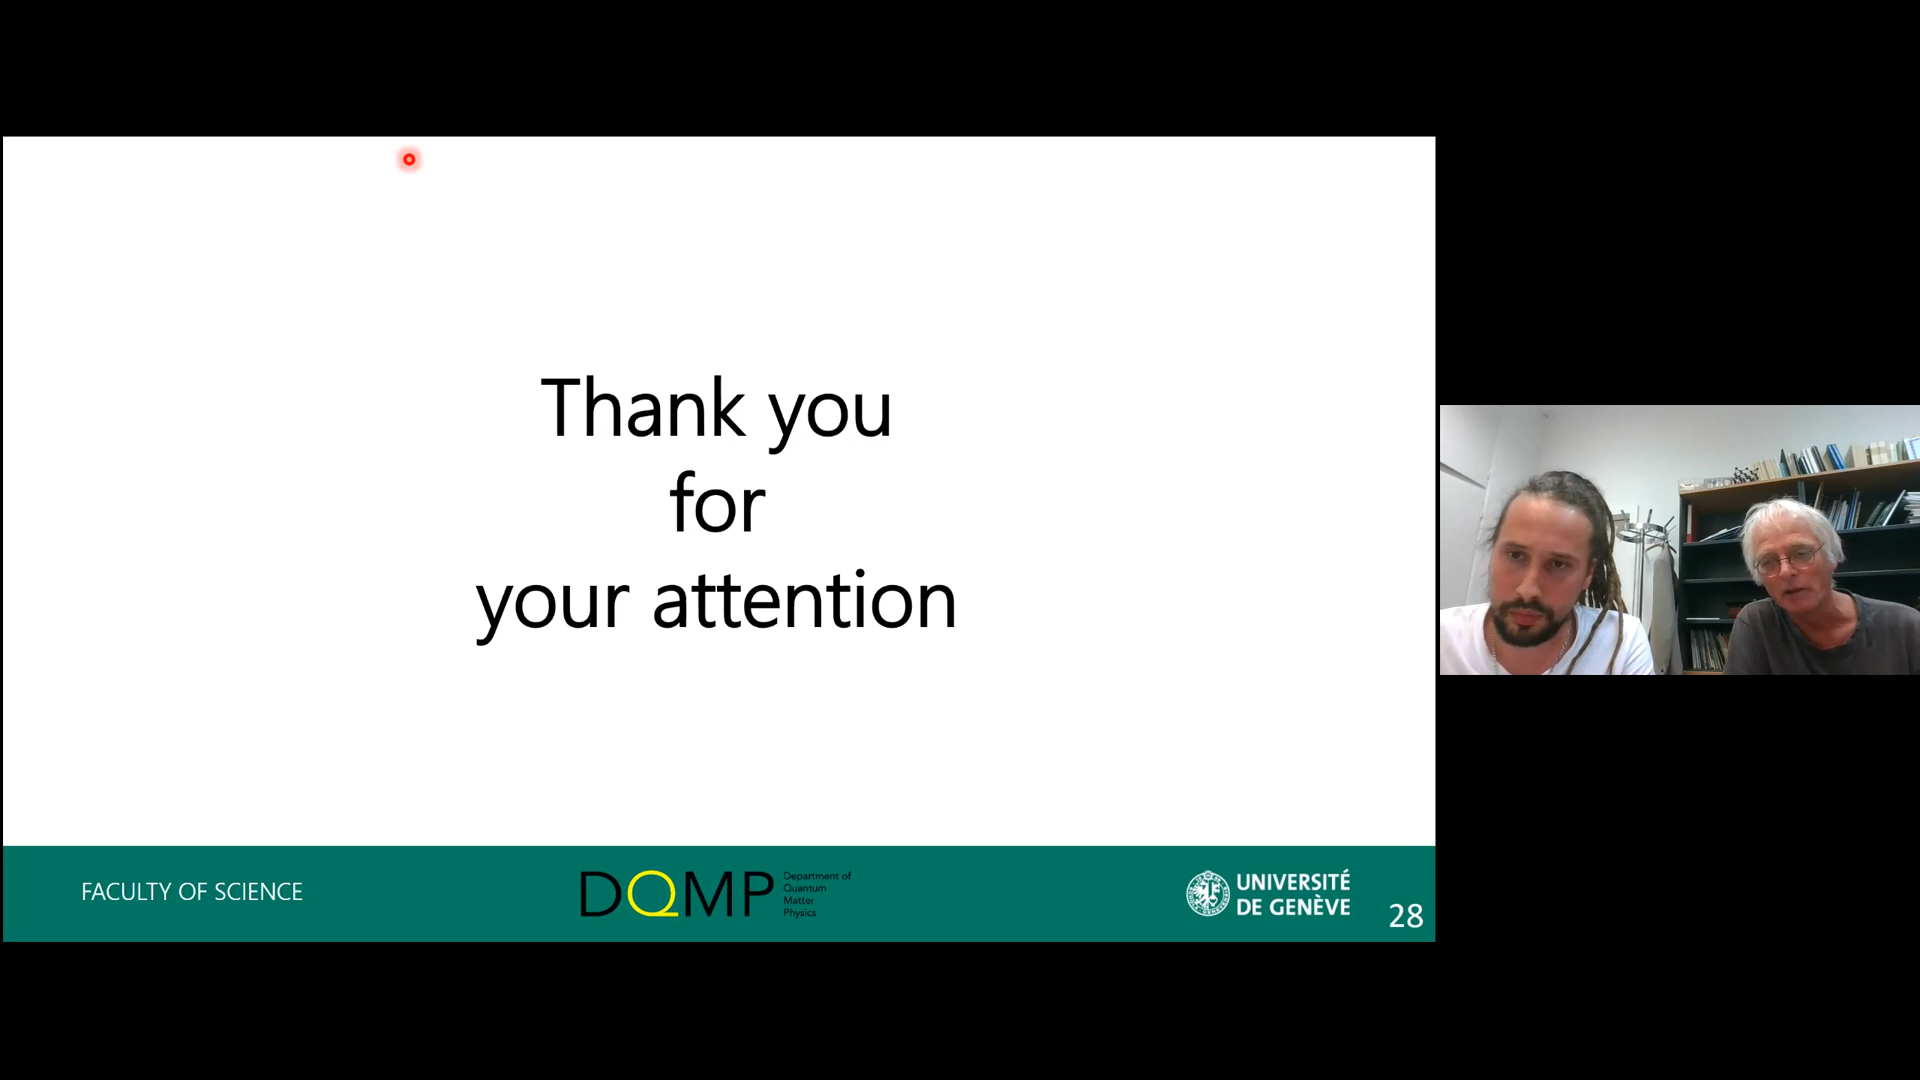 Thank you
for
your attention
FACULTY OF SCIENCE
DQMP
Department of
Quantum
Matter
Physics
UNIVERSITÉ
DE GENÈVE
28